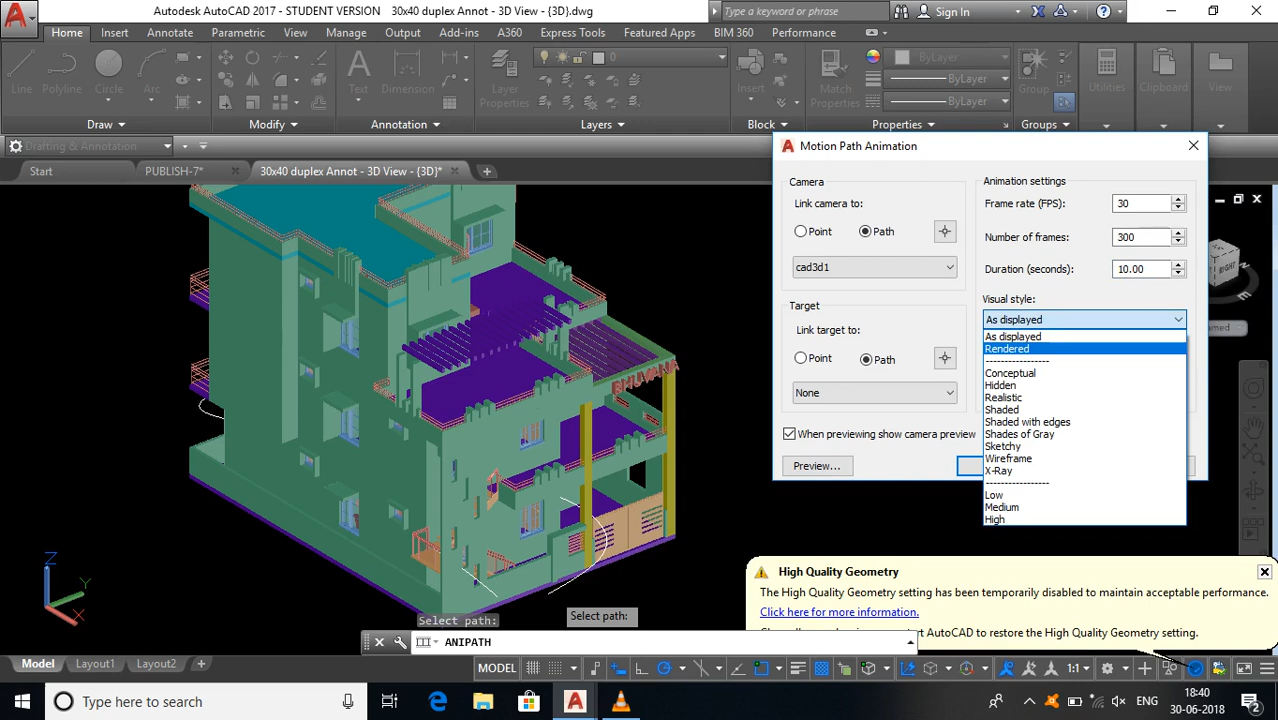 Autodesk AutoCAD 2017 - STUDENT VERSION 30x40 duplex Annot - 3D View - {3D}.dwg
Type a keyword or phrase
Sign In
Home Insert Annotate Parametric View Manage Output Add-ins A360 Express Tools Featured Apps BIM 360 Performance
Line Polyline Circle Arc Text Dimension Layer Properties 0 Insert Match Properties ByLayer ByLayer ByLayer Group Utilities Clipboard View
Draw Modify Annotation Layers Block Properties Groups
Drafting & Annotation
Start PUBLISH-7* 30x40 duplex Annot - 3D View - {3D}*
Motion Path Animation
Camera
Link camera to:
Point Path
cad3d1
Target
Link target to:
Point Path
None
When previewing show camera preview
Preview...
Animation settings
Frame rate (FPS): 30
Number of frames: 300
Duration (seconds): 10.00
Visual style:
As displayed
As displayed
Rendered
-----------------
Conceptual
Hidden
Realistic
Shaded
Shaded with edges
Shades of Gray
Sketchy
Wireframe
X-Ray
-----------------
Low
Medium
High
RIGHT
BHUVANA
Z
Y
X
High Quality Geometry
The High Quality Geometry setting has been temporarily disabled to maintain acceptable performance.
Click here for more information.
Select path:
Select path:
ANIPATH
Model Layout1 Layout2
MODEL
1:1
Type here to search
ENG
18:40
30-06-2018
2